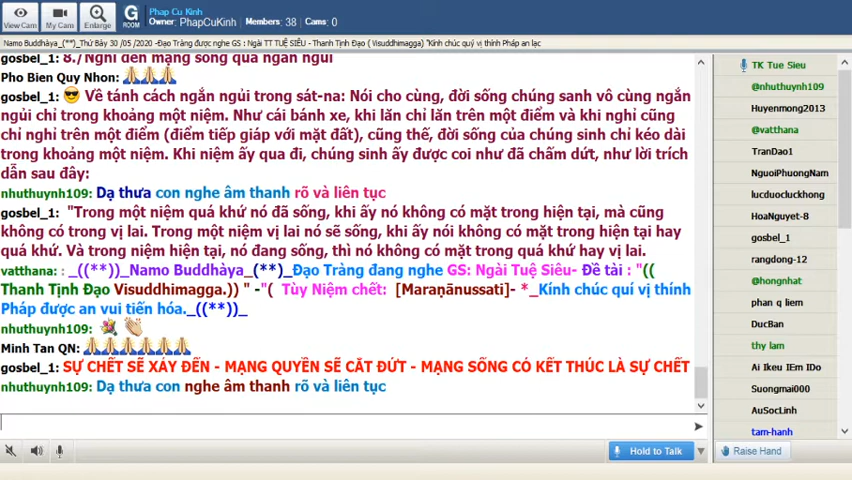 Phap Cu Kinh
Owner: PhapCuKinh Members: 38 Cams: 0
View Cam
My Cam
Enlarge
G
ROOM
Namo Buddhàya_(**)_Thứ Bảy 30 /05 /2020 -Đạo Tràng được nghe GS : Ngài TT TUỆ SIÊU - Thanh Tịnh Đạo ( Visuddhimagga) "Kính chúc quý vị thính Pháp an lạc
gosbel_1: 8./Nghĩ đến mạng sống qua ngắn ngủi
Pho Bien Quy Nhon:
gosbel_1: Về tánh cách ngắn ngủi trong sát-na: Nói cho cùng, đời sống chúng sanh vô cùng ngắn
ngủi chỉ trong khoảng một niệm. Như cái bánh xe, khi lăn chỉ lăn trên một điểm và khi nghỉ cũng
chỉ nghỉ trên một điểm (điểm tiếp giáp với mặt đất), cũng thế, đời sống của chúng sinh chỉ kéo dài
trong khoảng một niệm. Khi niệm ấy qua đi, chúng sinh ấy được coi như đã chấm dứt, như lời trích
dẫn sau đây:
nhuthuynh109: Dạ thưa con nghe âm thanh rõ và liên tục
gosbel_1: "Trong một niệm quá khứ nó đã sống, khi ấy nó không có mặt trong hiện tại, mà cũng
không có trong vị lai. Trong một niệm vị lai nó sẽ sống, khi ấy nói không có mặt trong hiện tại hay
quá khứ. Và trong niệm hiện tại, nó đang sống, thì nó không có mặt trong quá khứ hay vị lai.
vatthana: : _((**))_Namo Buddhàya_(**)_Đạo Tràng đang nghe GS: Ngài Tuệ Siêu- Đề tài : "((
Thanh Tịnh Đạo Visuddhimagga.)) " -"( Tùy Niệm chết: [Maraṇānussati]- *_Kính chúc quí vị thính
Pháp được an vui tiến hóa._((**))_
nhuthuynh109:
Minh Tan QN:
gosbel_1: SỰ CHẾT SẼ XẢY ĐẾN - MẠNG QUYỀN SẼ CẮT ĐỨT - MẠNG SỐNG CÓ KẾT THÚC LÀ SỰ CHẾT
nhuthuynh109: Dạ thưa con nghe âm thanh rõ và liên tục
Hold to Talk
TK Tue Sieu
@nhuthuynh109
Huyenmong2013
@vatthana
TranDao1
NguoiPhuongNam
lucduocluckhong
HoaNguyet-8
gosbel_1
rangdong-12
@hongnhat
phan q liem
DucBan
thy lam
Ai Ikeu IEm IDo
Suongmai000
AuSocLinh
tam-hanh
Raise Hand